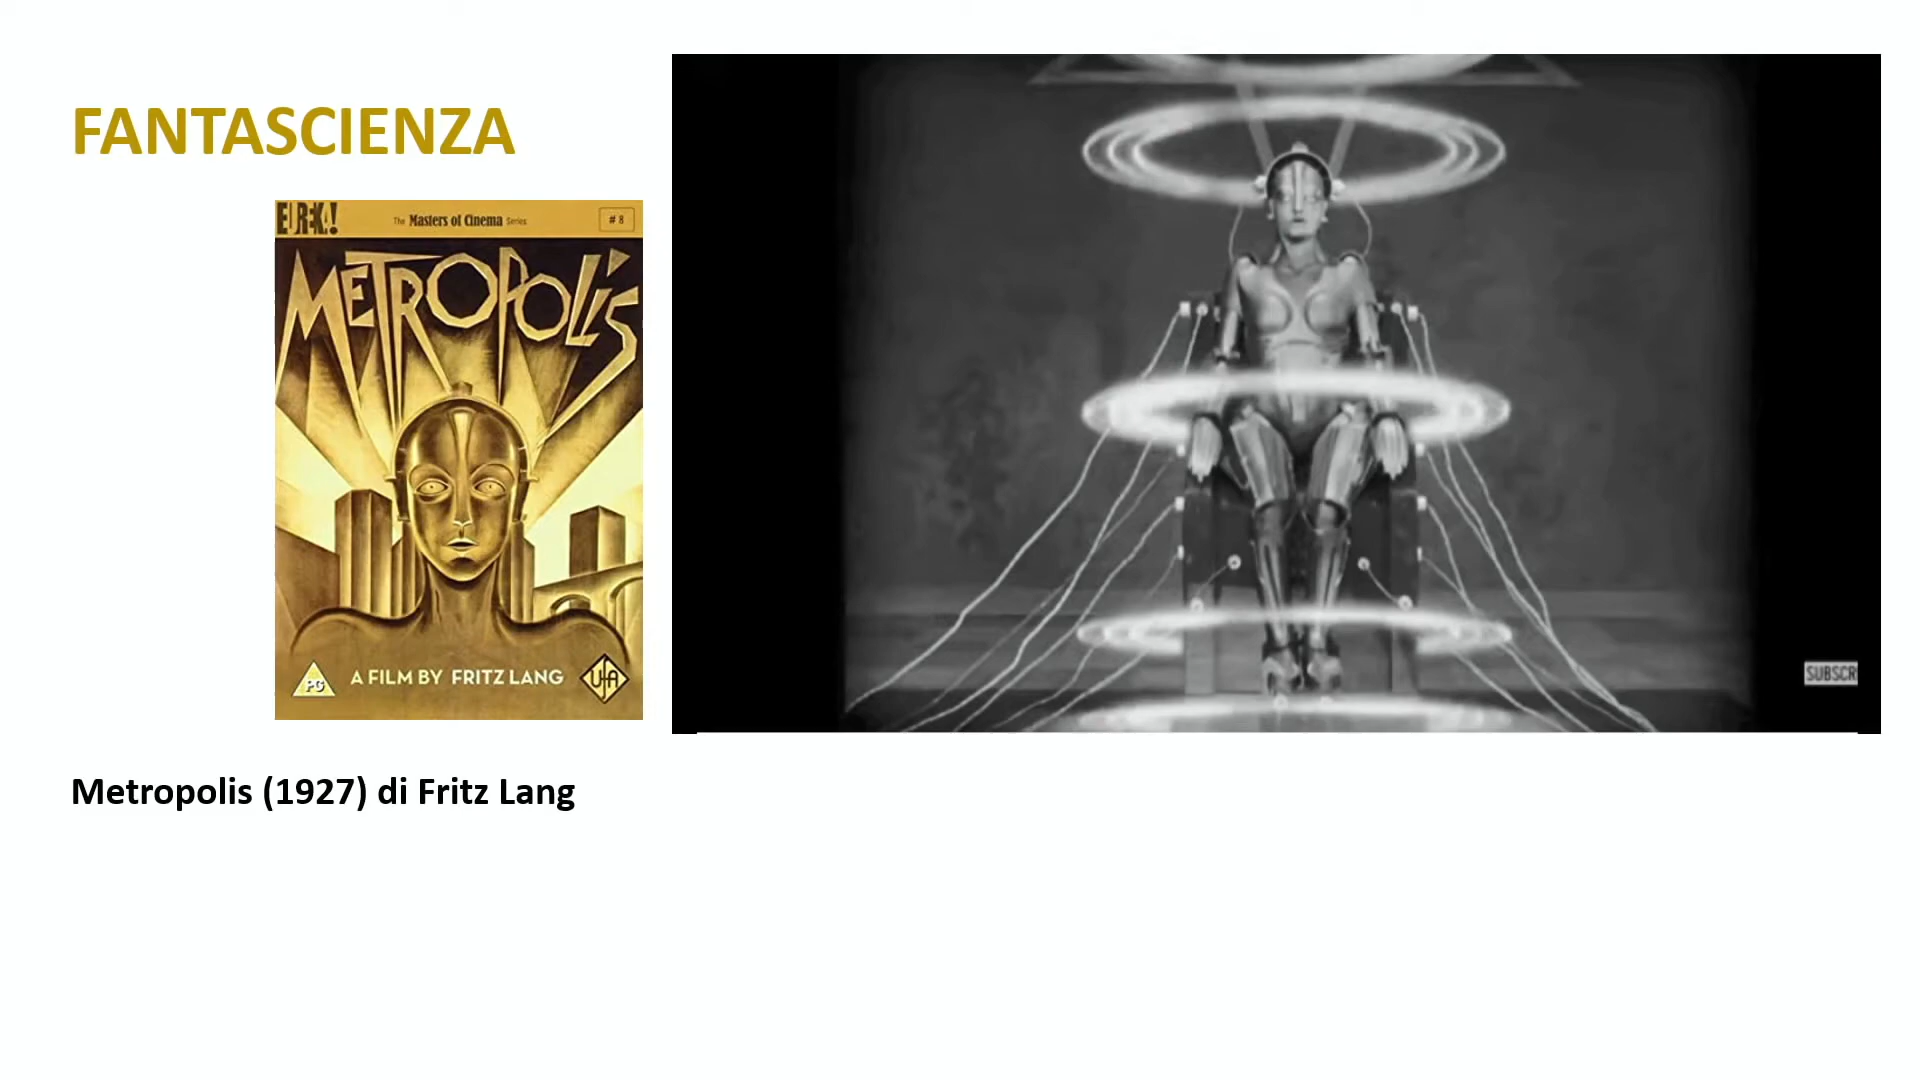 FANTASCIENZA
EUREKA!
The Masters of Cinema Series
# 8
METROPOLIS
PG
A FILM BY FRITZ LANG
UFA
SUBSCR
Metropolis (1927) di Fritz Lang